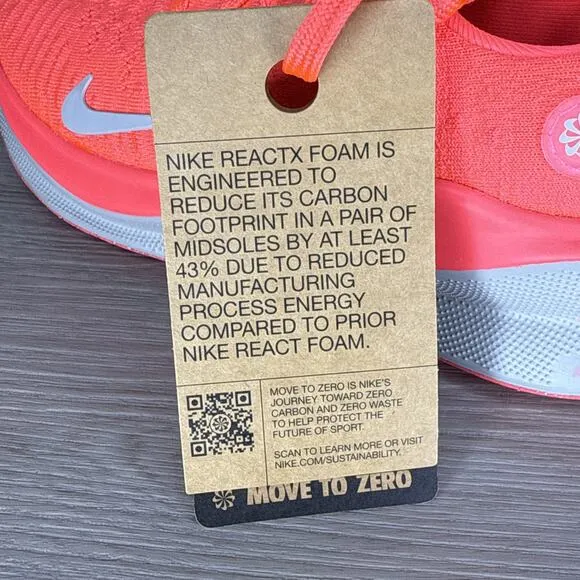 NIKE REACTX FOAM IS
ENGINEERED TO
REDUCE ITS CARBON
FOOTPRINT IN A PAIR OF
MIDSOLES BY AT LEAST
43% DUE TO REDUCED
MANUFACTURING
PROCESS ENERGY
COMPARED TO PRIOR
NIKE REACT FOAM.
MOVE TO ZERO IS NIKE'S
JOURNEY TOWARD ZERO
CARBON AND ZERO WASTE
TO HELP PROTECT THE
FUTURE OF SPORT.
SCAN TO LEARN MORE OR VISIT
NIKE.COM/SUSTAINABILITY.
MOVE TO ZERO